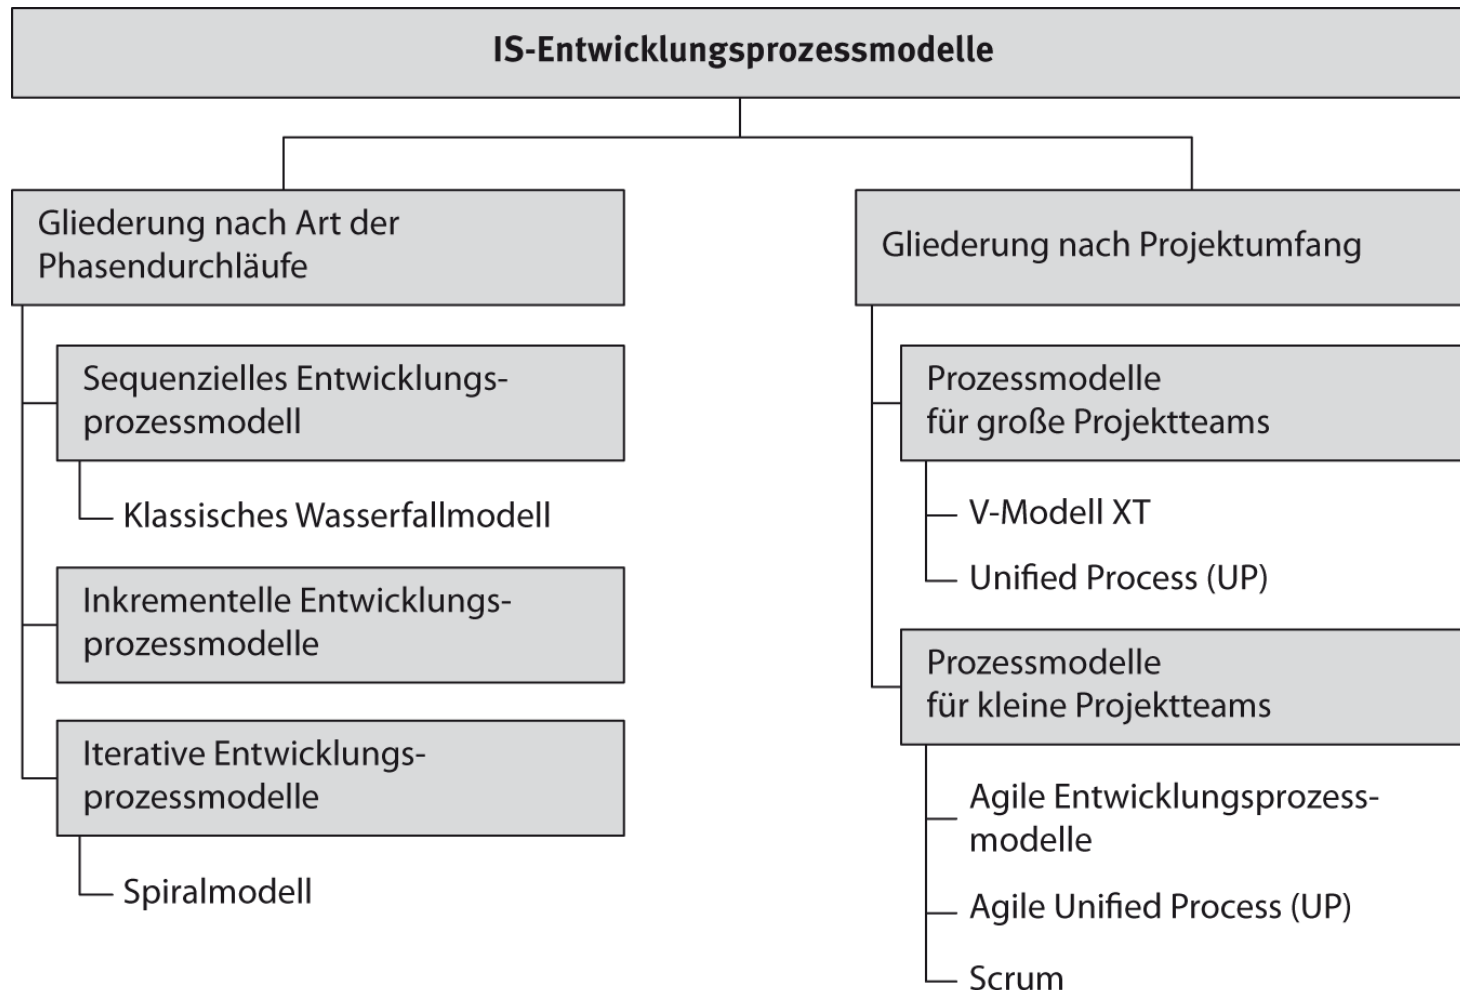 IS-Entwicklungsprozessmodelle
Gliederung nach Art der
Phasendurchläufe
Sequenzielles Entwicklungs-
prozessmodell
Klassisches Wasserfallmodell
Inkrementelle Entwicklungs-
prozessmodelle
Iterative Entwicklungs-
prozessmodelle
Spiralmodell
Gliederung nach Projektumfang
Prozessmodelle
für große Projektteams
V-Modell XT
Unified Process (UP)
Prozessmodelle
für kleine Projektteams
Agile Entwicklungsprozess-
modelle
Agile Unified Process (UP)
Scrum